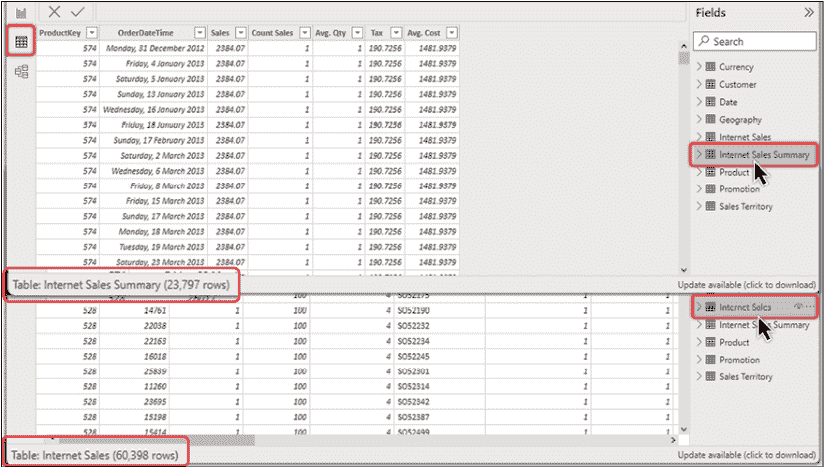 Fields
ProductKey OrderDateTime Sales Count Sales Avg. Qty Tax Avg. Cost
Search
574 Monday, 31 December 2012 2384.07 1 1 190.7256 1481.9379
574 Friday, 4 January 2013 2384.07 1 1 190.7256 1481.9379
574 Saturday, 5 January 2013 2384.07 1 1 190.7256 1481.9379
574 Sunday, 13 January 2013 2384.07 1 1 190.7256 1481.9379
574 Wednesday, 16 January 2013 2384.07 1 1 190.7256 1481.9379
574 Friday, 18 January 2013 2384.07 1 1 190.7256 1481.9379
574 Sunday, 17 February 2013 2384.07 1 1 190.7256 1481.9379
574 Saturday, 2 March 2013 2384.07 1 1 190.7256 1481.9379
574 Wednesday, 6 March 2013 2384.07 1 1 190.7256 1481.9379
574 Friday, 8 March 2013 2384.07 1 1 190.7256 1481.9379
574 Friday, 15 March 2013 2384.07 1 1 190.7256 1481.9379
574 Sunday, 17 March 2013 2384.07 1 1 190.7256 1481.9379
574 Monday, 18 March 2013 2384.07 1 1 190.7256 1481.9379
574 Tuesday, 19 March 2013 2384.07 1 1 190.7256 1481.9379
574 Saturday, 23 March 2013 2384.07 1 1 190.7256 1481.9379
Currency
Customer
Date
Geography
Internet Sales
Internet Sales Summary
Product
Promotion
Sales Territory
Table: Internet Sales Summary (23,797 rows)
Update available (click to download)
528 100 4 SO52175 1 1
528 14761 1 100 4 SO52190 1 1
528 22038 1 100 4 SO52232 1 1
528 22163 1 100 4 SO52234 1 1
528 16018 1 100 4 SO52245 1 1
528 25839 1 100 4 SO52301 1 1
528 11260 1 100 4 SO52314 1 1
528 23695 1 100 4 SO52342 1 1
528 15198 1 100 4 SO52387 1 1
528 15414 1 100 4 SO52499 1 1
Internet Sales
Internet Sales Summary
Product
Promotion
Sales Territory
Table: Internet Sales (60,398 rows)
Update available (click to download)